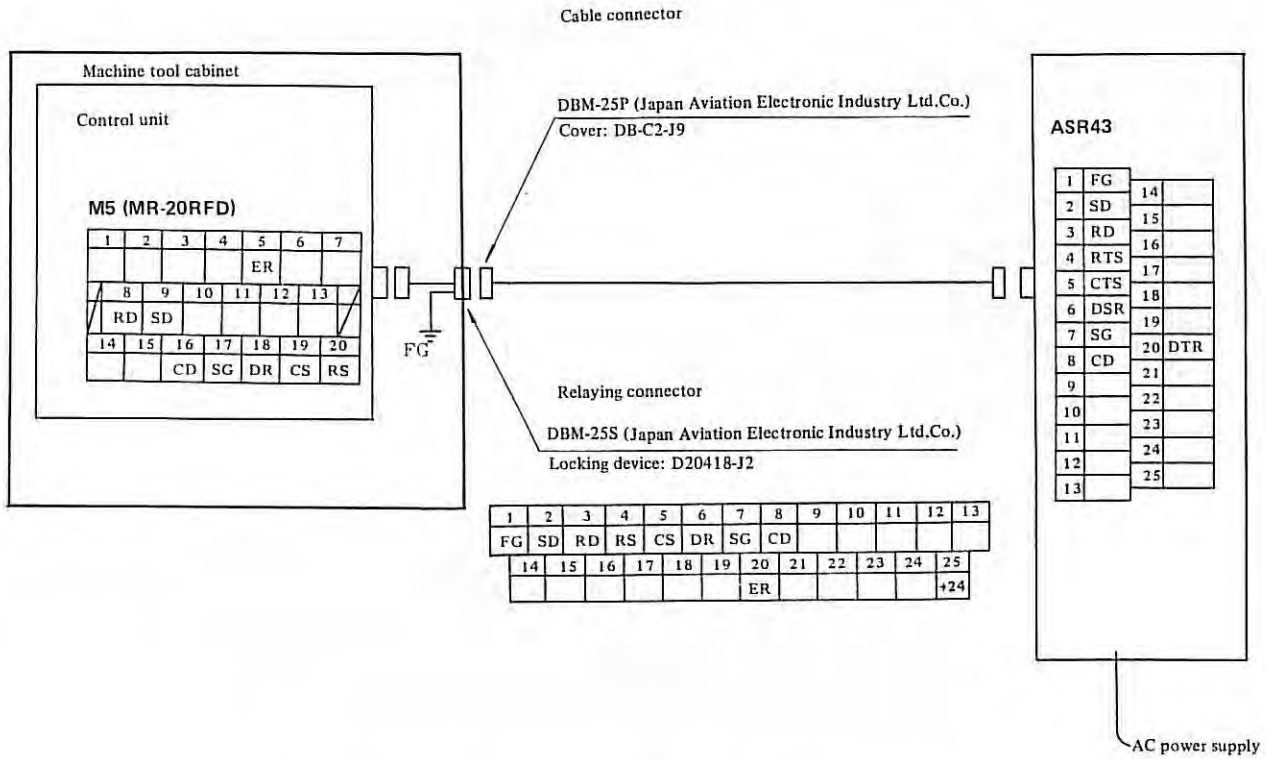 Cable connector
Machine tool cabinet
Control unit
DBM-25P (Japan Aviation Electronic Industry Ltd.Co.)
Cover: DB-C2-J9
ASR43
M5 (MR-20RFD)
1 2 3 4 5 6 7
ER
8 9 10 11 12 13
RD SD
14 15 16 17 18 19 20
CD SG DR CS RS
FG
1 FG
2 SD
3 RD
4 RTS
5 CTS
6 DSR
7 SG
8 CD
9
10
11
12
13
14
15
16
17
18
19
20 DTR
21
22
23
24
25
Relaying connector
DBM-25S (Japan Aviation Electronic Industry Ltd.Co.)
Locking device: D20418-J2
1 2 3 4 5 6 7 8 9 10 11 12 13
FG SD RD RS CS DR SG CD
14 15 16 17 18 19 20 21 22 23 24 25
ER +24
AC power supply